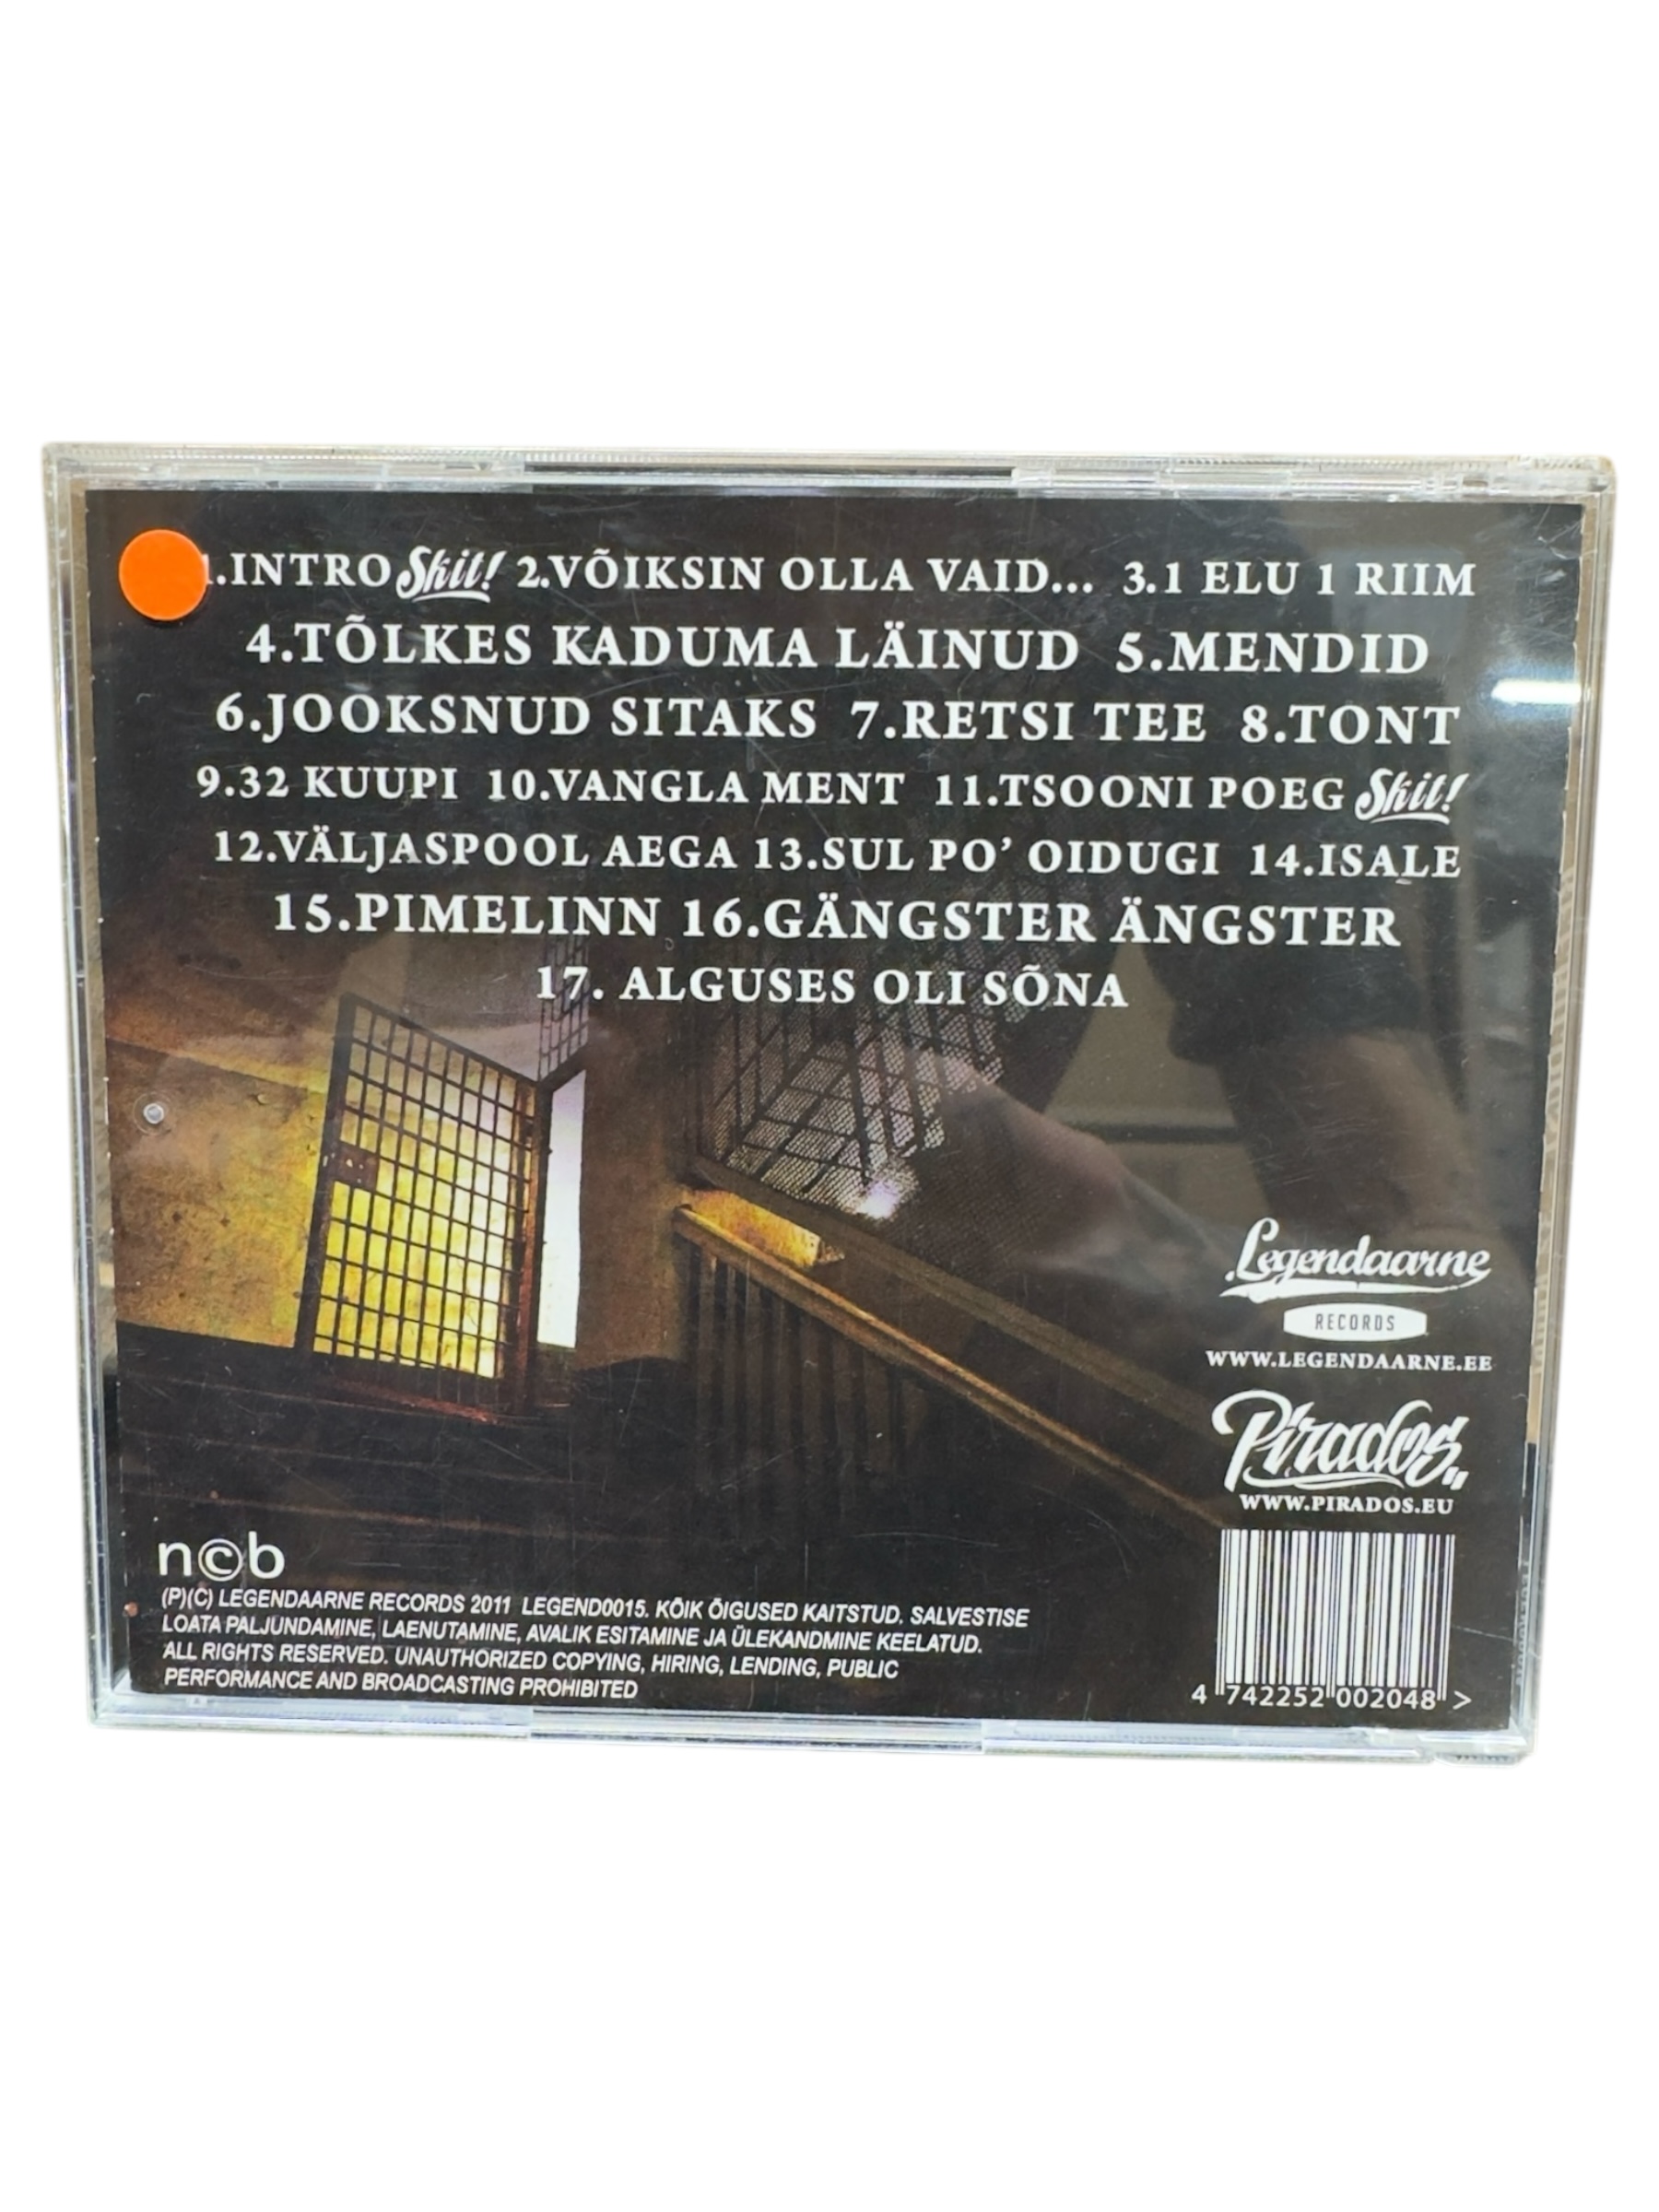 1.INTRO Skit! 2.VÕIKSIN OLLA VAID... 3.1 ELU 1 RIIM
4.TÕLKES KADUMA LÄINUD 5.MENDID
6.JOOKSNUD SITAKS 7.RETSI TEE 8.TONT
9.32 KUUPI 10.VANGLA MENT 11.TSOONI POEG Skit!
12.VÄLJASPOOL AEGA 13.SUL PO' OIDUGI 14.ISALE
15.PIMELINN 16.GÄNGSTER ÄNGSTER
17. ALGUSES OLI SÕNA
Legendaarne
RECORDS
WWW.LEGENDAARNE.EE
Pirados
WWW.PIRADOS.EU
n©b
(P)(C) LEGENDAARNE RECORDS 2011 LEGEND0015. KÕIK ÕIGUSED KAITSTUD. SALVESTISE
LOATA PALJUNDAMINE, LAENUTAMINE, AVALIK ESITAMINE JA ÜLEKANDMINE KEELATUD.
ALL RIGHTS RESERVED. UNAUTHORIZED COPYING, HIRING, LENDING, PUBLIC
PERFORMANCE AND BROADCASTING PROHIBITED
4 742252 002048 >